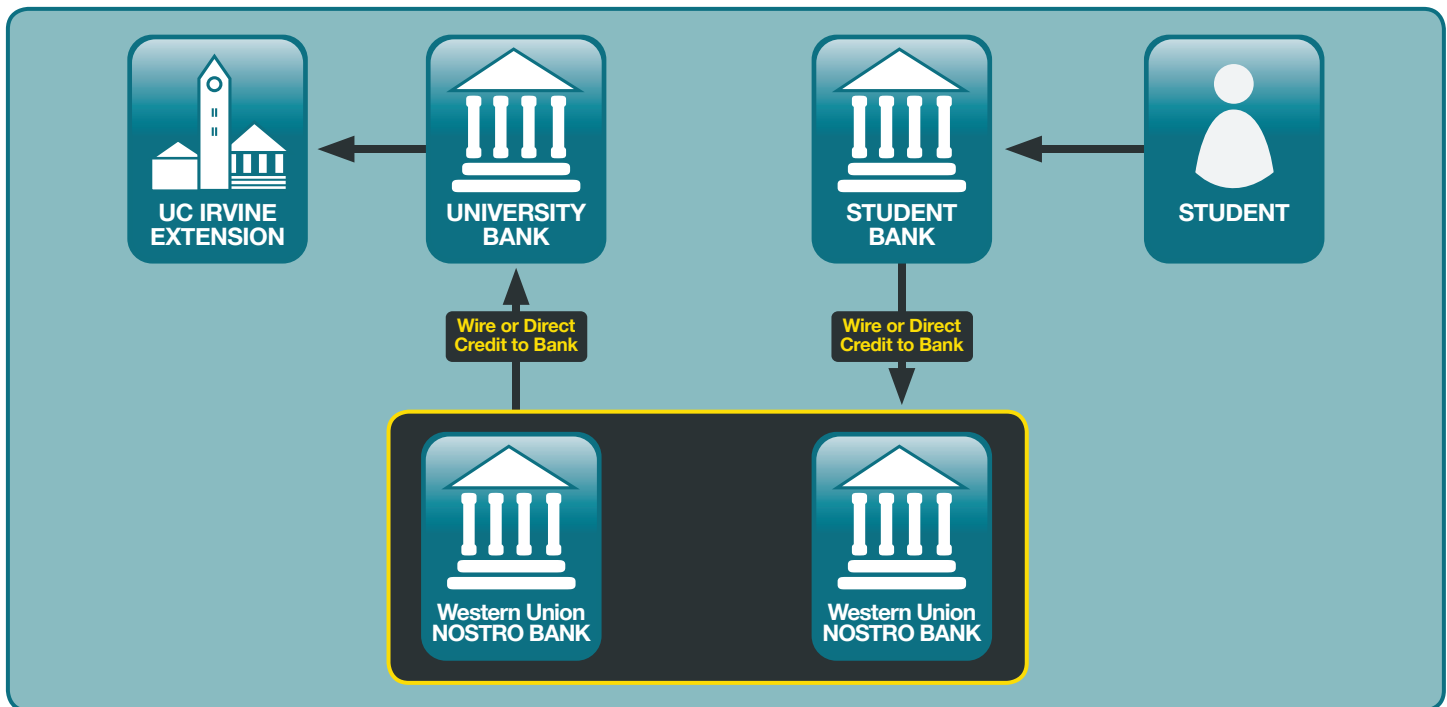 UC IRVINE
EXTENSION
UNIVERSITY
BANK
STUDENT
BANK
STUDENT
Wire or Direct
Credit to Bank
Wire or Direct
Credit to Bank
Western Union
NOSTRO BANK
Western Union
NOSTRO BANK